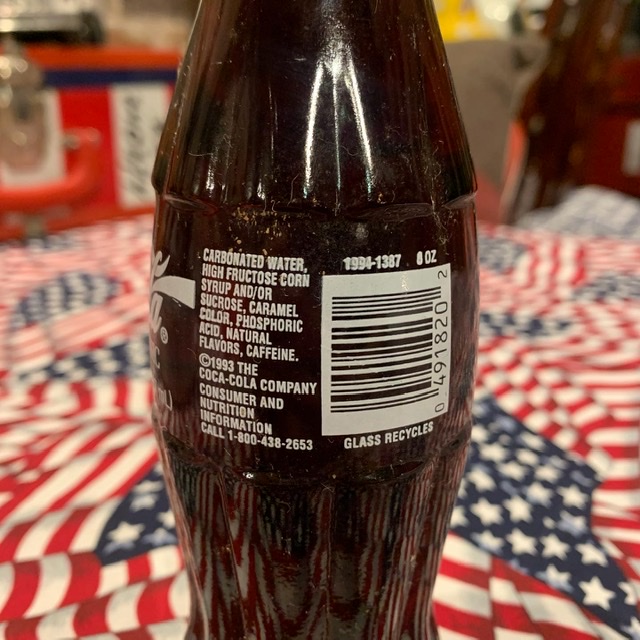 CARBONATED WATER,
HIGH FRUCTOSE CORN
SYRUP AND/OR
SUCROSE, CARAMEL
COLOR, PHOSPHORIC
ACID, NATURAL
FLAVORS, CAFFEINE.
©1993 THE
COCA-COLA COMPANY
CONSUMER AND
NUTRITION
INFORMATION
CALL 1-800-438-2653
1994-1387 8 OZ
0 491820 2
GLASS RECYCLES